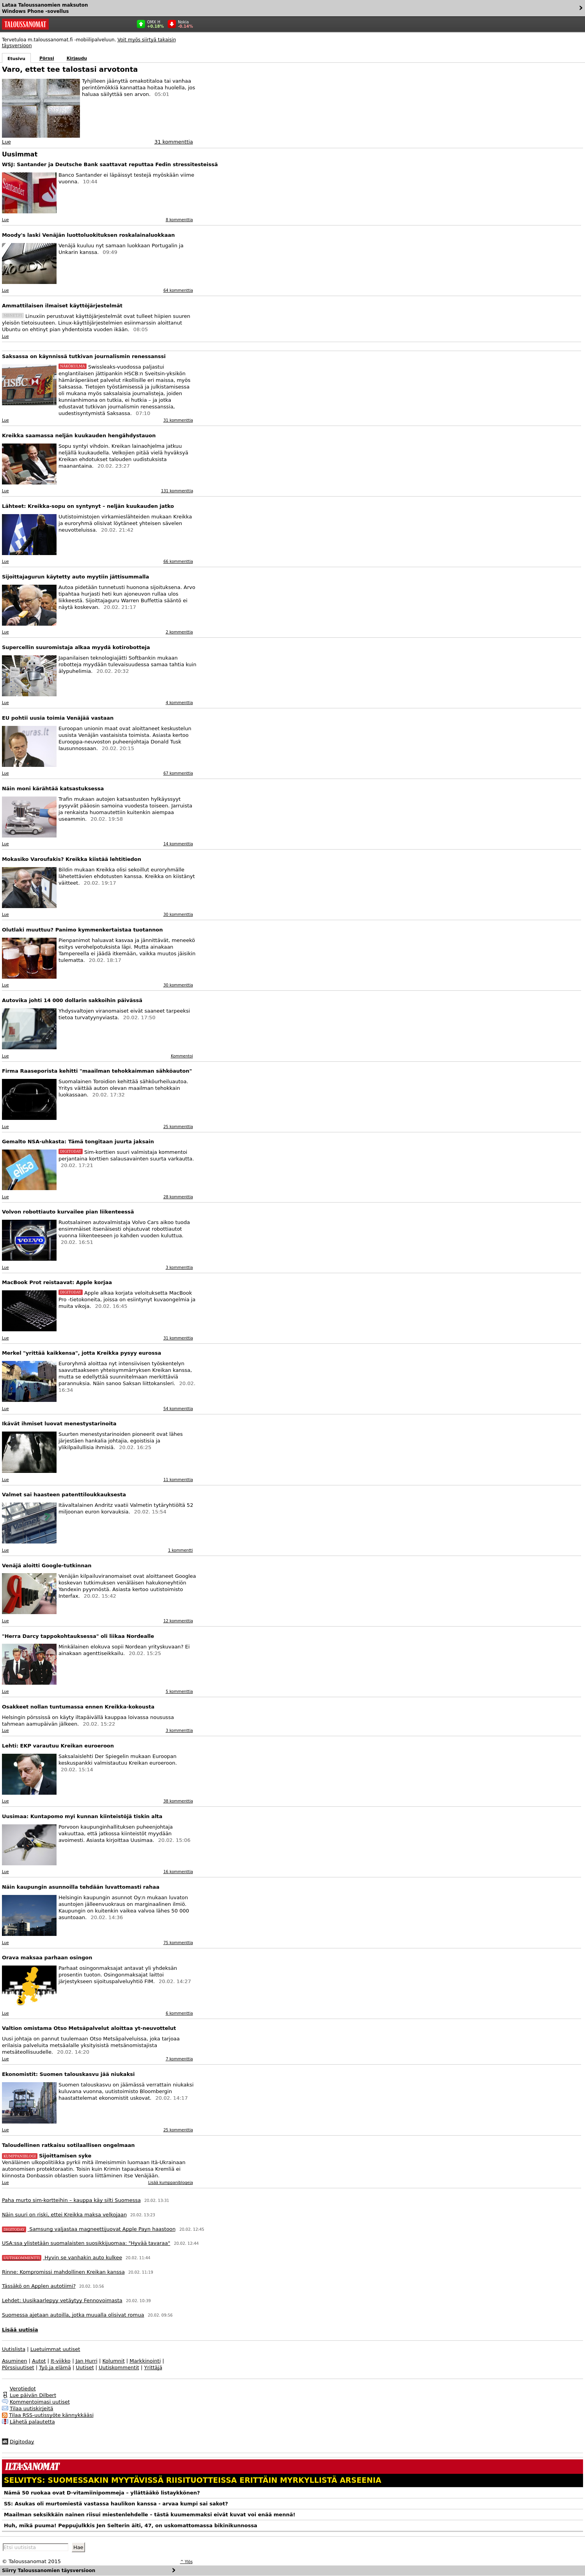 Lataa Taloussanomien maksuton
Windows Phone -sovellus
TALOUSSANOMAT
OMX H
+0.18%
Nokia
-0.14%
Tervetuloa m.taloussanomat.fi -mobiilipalveluun. Voit myös siirtyä takaisin
täysversioon
Etusivu Pörssi Kirjaudu
Varo, ettet tee talostasi arvotonta
Tyhjilleen jäänyttä omakotitaloa tai vanhaa
perintömökkiä kannattaa hoitaa huolella, jos
haluaa säilyttää sen arvon. 05:01
Lue 31 kommenttia
Uusimmat
WSJ: Santander ja Deutsche Bank saattavat reputtaa Fedin stressitesteissä
Banco Santander ei läpäissyt testejä myöskään viime
vuonna. 10:44
Lue 8 kommenttia
Moody's laski Venäjän luottoluokituksen roskalainaluokkaan
Venäjä kuuluu nyt samaan luokkaan Portugalin ja
Unkarin kanssa. 09:49
Lue 64 kommenttia
Ammattilaisen ilmaiset käyttöjärjestelmät
Linuxiin perustuvat käyttöjärjestelmät ovat tulleet hiipien suuren
yleisön tietoisuuteen. Linux-käyttöjärjestelmien esiinmarssin aloittanut
Ubuntu on ehtinyt pian yhdentoista vuoden ikään. 08:05
Lue
Saksassa on käynnissä tutkivan journalismin renessanssi
Swissleaks-vuodossa paljastui
englantilaisen jättipankin HSBC:n Sveitsin-yksikön
hämäräperäiset palvelut rikollisille eri maissa, myös
Saksassa. Tietojen työstämisessä ja julkistamisessa
oli mukana myös saksalaisia journalisteja, joiden
kunnianhimona on tutkia, ei hutkia – ja jotka
edustavat tutkivan journalismin renessanssia,
uudestisyntymistä Saksassa. 07:10
Lue 31 kommenttia
Kreikka saamassa neljän kuukauden hengähdystauon
Sopu syntyi vihdoin. Kreikan lainaohjelma jatkuu
neljällä kuukaudella. Velkojien pitää vielä hyväksyä
Kreikan ehdotukset talouden uudistuksista
maanantaina. 20.02. 23:27
Lue 131 kommenttia
Lähteet: Kreikka-sopu on syntynyt – neljän kuukauden jatko
Uutistoimistojen virkamieslähteiden mukaan Kreikka
ja euroryhmä olisivat löytäneet yhteisen sävelen
neuvotteluissa. 20.02. 21:42
Lue 66 kommenttia
Sijoittajagurun käytetty auto myytiin jättisummalla
Autoa pidetään tunnetusti huonona sijoituksena. Arvo
tipahtaa hurjasti heti kun ajoneuvon rullaa ulos
liikkeestä. Sijoittajaguru Warren Buffettia sääntö ei
näytä koskevan. 20.02. 21:17
Lue 2 kommenttia
Supercellin suuromistaja alkaa myydä kotirobotteja
Japanilaisen teknologiajätti Softbankin mukaan
robotteja myydään tulevaisuudessa samaa tahtia kuin
älypuhelimia. 20.02. 20:32
Lue 4 kommenttia
EU pohtii uusia toimia Venäjää vastaan
Euroopan unionin maat ovat aloittaneet keskustelun
uusista Venäjän vastaisista toimista. Asiasta kertoo
Eurooppa-neuvoston puheenjohtaja Donald Tusk
lausunnossaan. 20.02. 20:15
Lue 67 kommenttia
Näin moni kärähtää katsastuksessa
Trafin mukaan autojen katsastusten hylkäyssyyt
pysyvät pääosin samoina vuodesta toiseen. Jarruista
ja renkaista huomautettiin kuitenkin aiempaa
useammin. 20.02. 19:58
Lue 14 kommenttia
Mokasiko Varoufakis? Kreikka kiistää lehtitiedon
Bildin mukaan Kreikka olisi sekoillut euroryhmälle
lähetettävien ehdotusten kanssa. Kreikka on kiistänyt
väitteet. 20.02. 19:17
Lue 30 kommenttia
Olutlaki muuttuu? Panimo kymmenkertaistaa tuotannon
Pienpanimot haluavat kasvaa ja jännittävät, meneekö
esitys verohelpotuksista läpi. Mutta ainakaan
Tampereella ei jäädä itkemään, vaikka muutos jäisikin
tulematta. 20.02. 18:17
Lue 30 kommenttia
Autovika johti 14 000 dollarin sakkoihin päivässä
Yhdysvaltojen viranomaiset eivät saaneet tarpeeksi
tietoa turvatyynyviasta. 20.02. 17:50
Lue Kommentoi
Firma Raaseporista kehitti "maailman tehokkaimman sähköauton"
Suomalainen Toroidion kehittää sähköurheiluautoa.
Yritys väittää auton olevan maailman tehokkain
luokassaan. 20.02. 17:32
Lue 25 kommenttia
Gemalto NSA-uhkasta: Tämä tongitaan juurta jaksain
elisa
Sim-korttien suuri valmistaja kommentoi
perjantaina korttien salausavainten suurta varkautta.
20.02. 17:21
Lue 28 kommenttia
Volvon robottiauto kurvailee pian liikenteessä
VOLVO
Ruotsalainen autovalmistaja Volvo Cars aikoo tuoda
ensimmäiset itsenäisesti ohjautuvat robottiautot
vuonna liikenteeseen jo kahden vuoden kuluttua.
20.02. 16:51
Lue 3 kommenttia
MacBook Prot reistaavat: Apple korjaa
Apple alkaa korjata veloituksetta MacBook
Pro -tietokoneita, joissa on esiintynyt kuvaongelmia ja
muita vikoja. 20.02. 16:45
Lue 31 kommenttia
Merkel "yrittää kaikkensa", jotta Kreikka pysyy eurossa
Euroryhmä aloittaa nyt intensiivisen työskentelyn
saavuttaakseen yhteisymmärryksen Kreikan kanssa,
mutta se edellyttää suunnitelmaan merkittäviä
parannuksia. Näin sanoo Saksan liittokansleri. 20.02.
16:34
Lue 54 kommenttia
Ikävät ihmiset luovat menestystarinoita
Suurten menestystarinoiden pioneerit ovat lähes
järjestäen hankalia johtajia, egoistisia ja
ylikilpailullisia ihmisiä. 20.02. 16:25
Lue 11 kommenttia
Valmet sai haasteen patenttiloukkauksesta
Itävaltalainen Andritz vaatii Valmetin tytäryhtiöltä 52
miljoonan euron korvauksia. 20.02. 15:54
Lue 1 kommentti
Venäjä aloitti Google-tutkinnan
Venäjän kilpailuviranomaiset ovat aloittaneet Googlea
koskevan tutkimuksen venäläisen hakukoneyhtiön
Yandexin pyynnöstä. Asiasta kertoo uutistoimisto
Interfax. 20.02. 15:42
Lue 12 kommenttia
"Herra Darcy tappokohtauksessa" oli liikaa Nordealle
Minkälainen elokuva sopii Nordean yrityskuvaan? Ei
ainakaan agenttiseikkailu. 20.02. 15:25
Lue 5 kommenttia
Osakkeet nollan tuntumassa ennen Kreikka-kokousta
Helsingin pörssissä on käyty iltapäivällä kauppaa loivassa nousussa
tahmean aamupäivän jälkeen. 20.02. 15:22
Lue 3 kommenttia
Lehti: EKP varautuu Kreikan euroeroon
Saksalaislehti Der Spiegelin mukaan Euroopan
keskuspankki valmistautuu Kreikan euroeroon.
20.02. 15:14
Lue 38 kommenttia
Uusimaa: Kuntapomo myi kunnan kiinteistöjä tiskin alta
Porvoon kaupunginhallituksen puheenjohtaja
vakuuttaa, että jatkossa kiinteistöt myydään
avoimesti. Asiasta kirjoittaa Uusimaa. 20.02. 15:06
Lue 16 kommenttia
Näin kaupungin asunnoilla tehdään luvattomasti rahaa
Helsingin kaupungin asunnot Oy:n mukaan luvaton
asuntojen jälleenvuokraus on marginaalinen ilmiö.
Kaupungin on kuitenkin vaikea valvoa lähes 50 000
asuntoaan. 20.02. 14:36
Lue 75 kommenttia
Orava maksaa parhaan osingon
Parhaat osingonmaksajat antavat yli yhdeksän
prosentin tuoton. Osingonmaksajat laittoi
järjestykseen sijoituspalveluyhtiö FIM. 20.02. 14:27
Lue 6 kommenttia
Valtion omistama Otso Metsäpalvelut aloittaa yt-neuvottelut
Uusi johtaja on pannut tuulemaan Otso Metsäpalveluissa, joka tarjoaa
erilaisia palveluita metsäalalle yksityisistä metsänomistajista
metsäteollisuudelle. 20.02. 14:20
Lue 7 kommenttia
Ekonomistit: Suomen talouskasvu jää niukaksi
Suomen talouskasvu on jäämässä verrattain niukaksi
kuluvana vuonna, uutistoimisto Bloombergin
haastattelemat ekonomistit uskovat. 20.02. 14:17
Lue 25 kommenttia
Taloudellinen ratkaisu sotilaallisen ongelmaan
Sijoittamisen syke
Venäläinen ulkopolitiikka pyrkii mitä ilmeisimmin luomaan Itä-Ukrainaan
autonomisen protektoraatin. Toisin kuin Krimin tapauksessa Kremliä ei
kiinnosta Donbassin oblastien suora liittäminen itse Venäjään.
Lue Lisää kumppaniblogeja
Paha murto sim-kortteihin – kauppa käy silti Suomessa 20.02. 13:31
Näin suuri on riski, ettei Kreikka maksa velkojaan 20.02. 13:23
Samsung valjastaa magneettijuovat Apple Payn haastoon 20.02. 12:45
USA:ssa ylistetään suomalaisten suosikkijuomaa: "Hyvää tavaraa" 20.02. 12:44
Hyvin se vanhakin auto kulkee 20.02. 11:44
Rinne: Kompromissi mahdollinen Kreikan kanssa 20.02. 11:19
Tässäkö on Applen autotiimi? 20.02. 10:56
Lehdet: Uusikaarlepyy vetäytyy Fennovoimasta 20.02. 10:39
Suomessa ajetaan autoilla, jotka muualla olisivat romua 20.02. 09:56
Lisää uutisia
Uutislista | Luetuimmat uutiset
Asuminen | Autot | it-viikko | Jan Hurri | Kolumnit | Markkinointi |
Pörssiuutiset | Työ ja elämä | Uutiset | Uutiskommentit | Yrittäjä
Verotiedot
Lue päivän Dilbert
Kommentoimasi uutiset
Tilaa uutiskirjeitä
Tilaa RSS-uutissyöte kännykkääsi
Lähetä palautetta
Digitoday
ILTA-SANOMAT
SELVITYS: SUOMESSAKIN MYYTÄVISSÄ RIISITUOTTEISSA ERITTÄIN MYRKYLLISTÄ ARSEENIA
Nämä 50 ruokaa ovat D-vitamiinipommeja – yllättääkö listaykkönen?
SS: Asukas oli murtomiestä vastassa haulikon kanssa - arvaa kumpi sai sakot?
Maailman seksikkäin nainen riisui miestenlehdelle – tästä kuumemmaksi eivät kuvat voi enää mennä!
Huh, mikä puuma! Peppujulkkis Jen Selterin äiti, 47, on uskomattomassa bikinikunnossa
Etsi uutisista Hae
© Taloussanomat 2015 ^ Ylös
Siirry Taloussanomien täysversioon